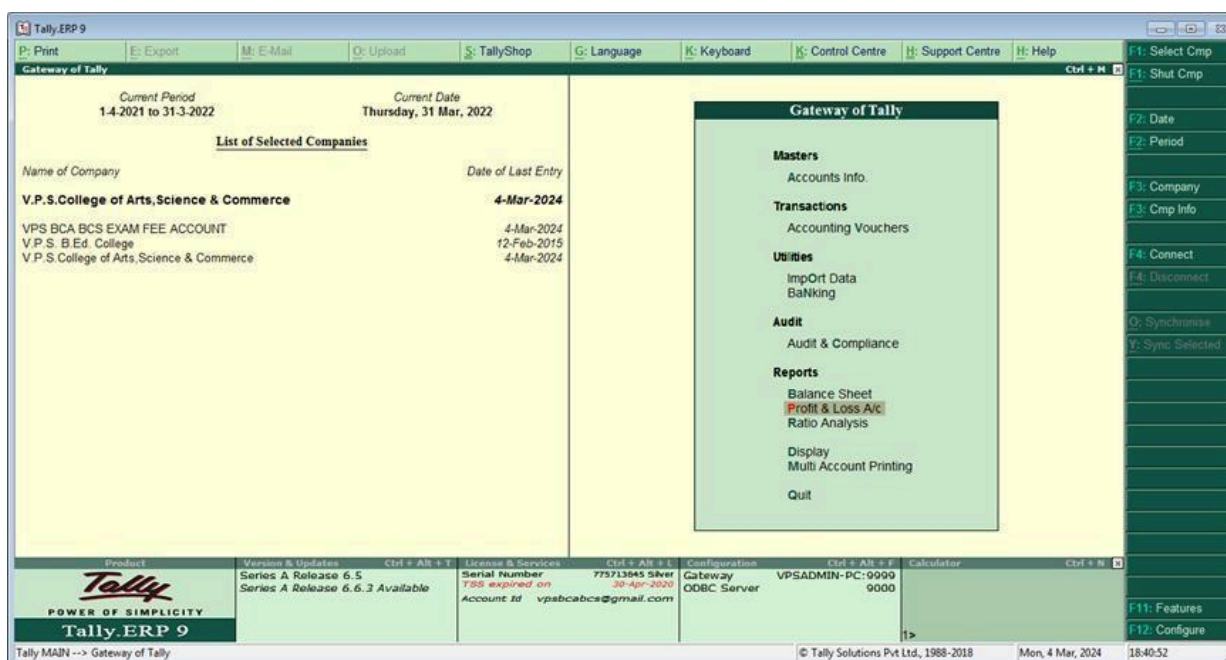 Tally.ERP 9
P: Print E: Export M: E-Mail O: Upload S: TallyShop G: Language K: Keyboard K: Control Centre H: Support Centre H: Help
Gateway of Tally Ctrl + M
Current Period Current Date
1-4-2021 to 31-3-2022 Thursday, 31 Mar, 2022
List of Selected Companies
Name of Company Date of Last Entry
V.P.S.College of Arts,Science & Commerce 4-Mar-2024
VPS BCA BCS EXAM FEE ACCOUNT 4-Mar-2024
V.P.S. B.Ed. College 12-Feb-2015
V.P.S.College of Arts,Science & Commerce 4-Mar-2024
Gateway of Tally
Masters
Accounts Info.
Transactions
Accounting Vouchers
Utilities
ImpOrt Data
BaNking
Audit
Audit & Compliance
Reports
Balance Sheet
Profit & Loss A/c
Ratio Analysis
Display
Multi Account Printing
Quit
F1: Select Cmp
F1: Shut Cmp
F2: Date
F2: Period
F3: Company
F3: Cmp Info
F4: Connect
F4: Disconnect
O: Synchronise
Y: Sync Selected
F11: Features
F12: Configure
Product
Tally
POWER OF SIMPLICITY
Tally.ERP 9
Version & Updates Ctrl + Alt + T
Series A Release 6.5
Series A Release 6.6.3 Available
License & Services Ctrl + Alt + L
Serial Number 775713645 Silver
TSS expired on 30-Apr-2020
Account Id vpsbcabcs@gmail.com
Configuration Ctrl + Alt + F
Gateway VPSADMIN-PC:9999
ODBC Server 9000
Calculator Ctrl + N
1>
Tally MAIN --> Gateway of Tally © Tally Solutions Pvt Ltd., 1988-2018 Mon, 4 Mar, 2024 18:40:52